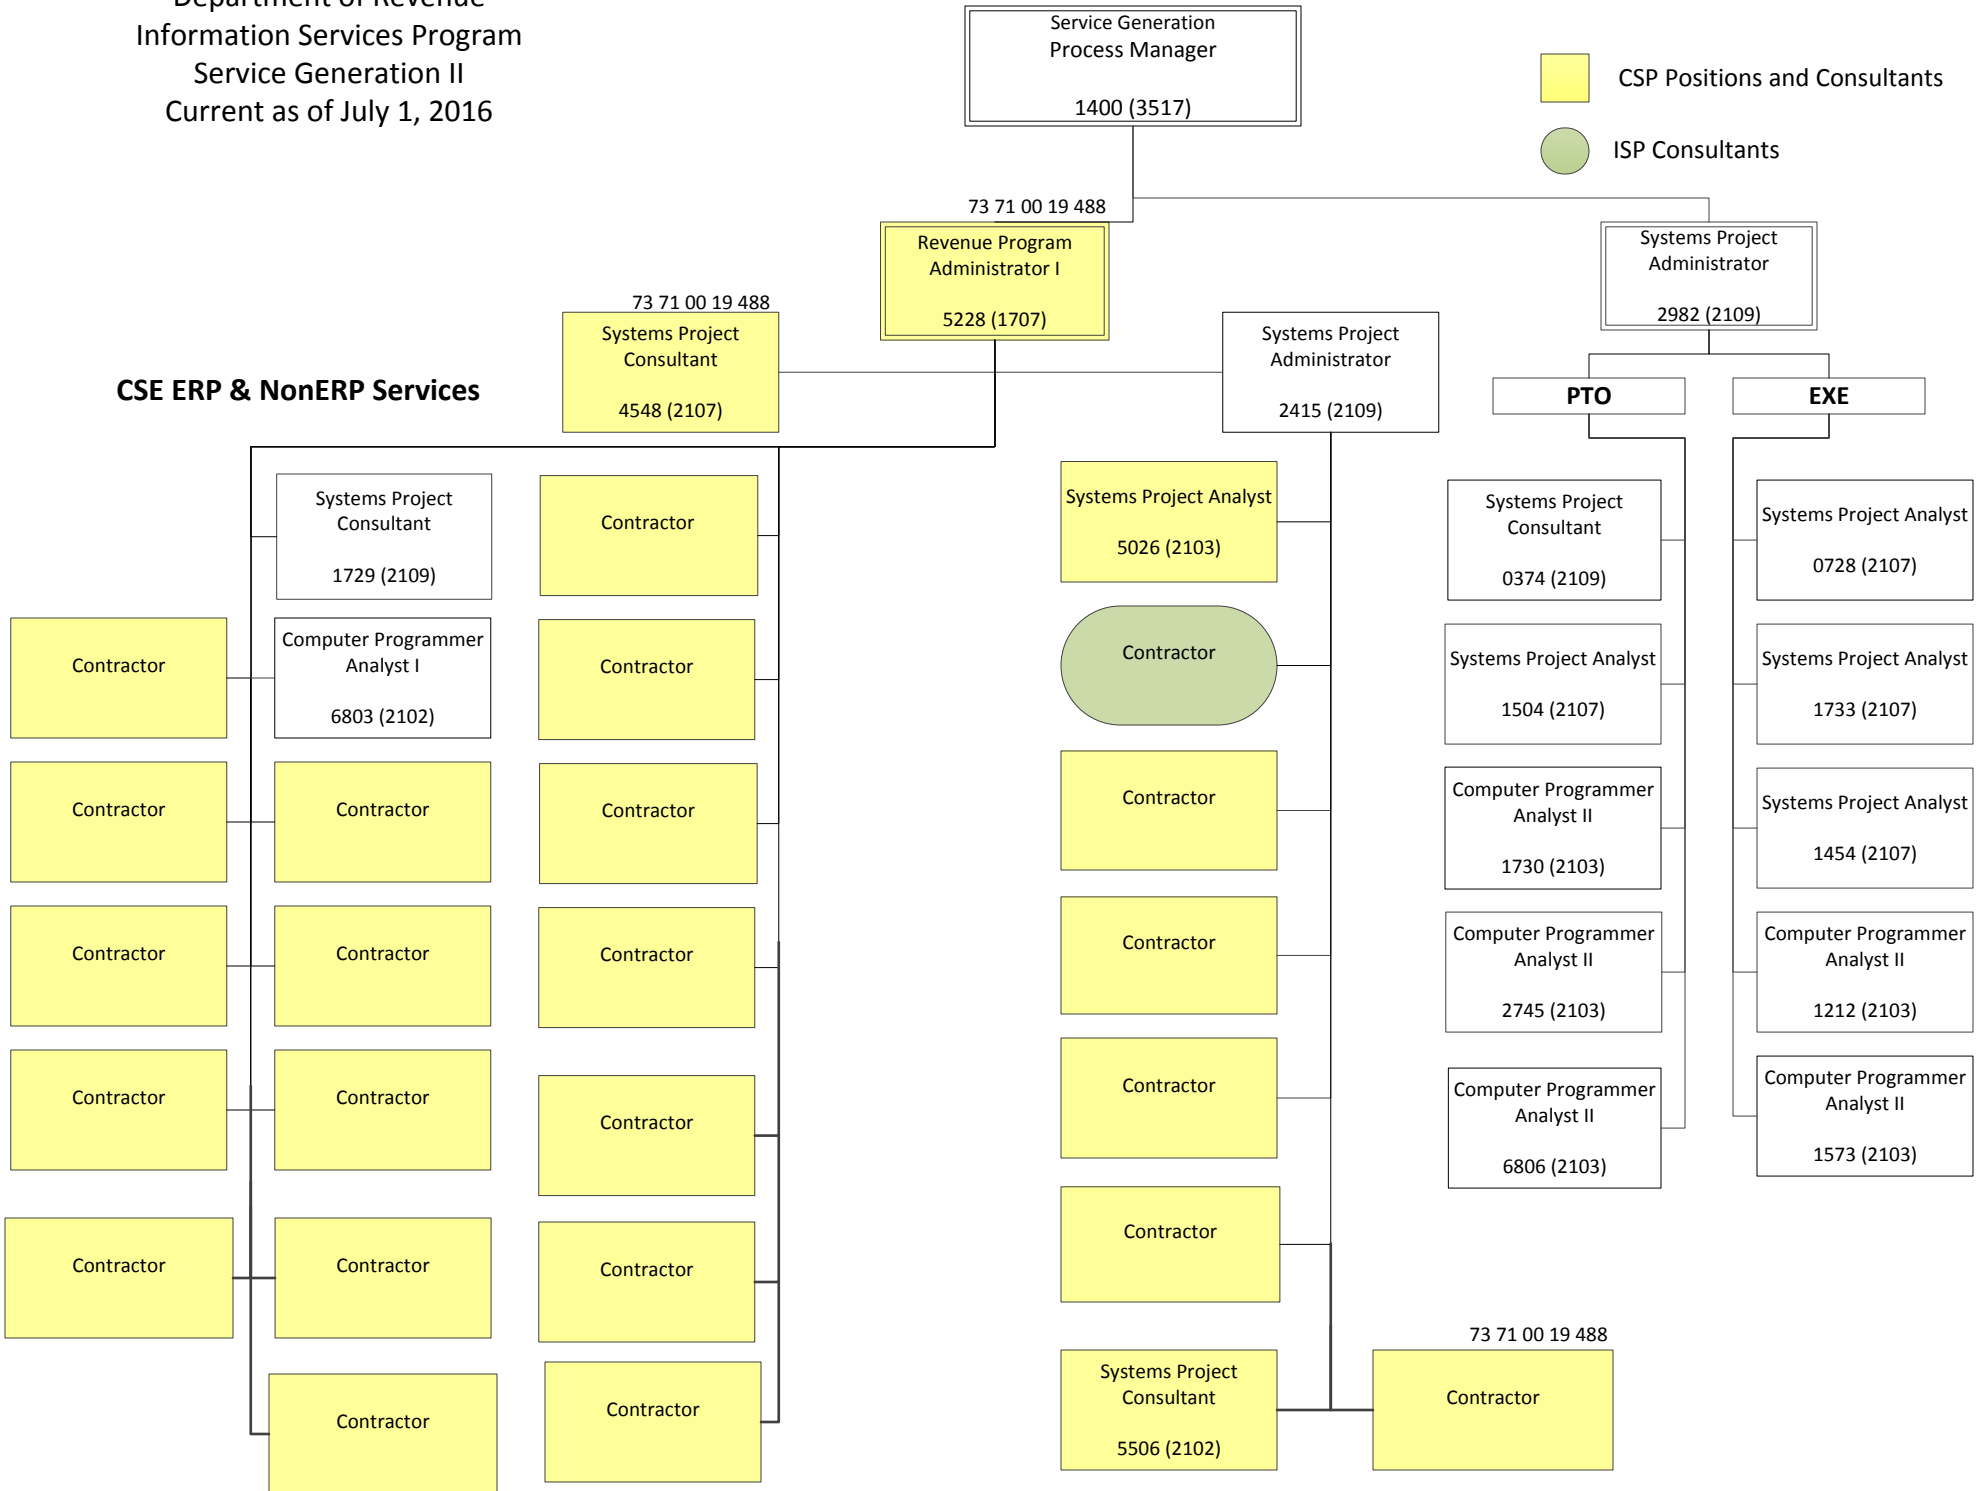 Department of Revenue
Information Services Program
Service Generation II
Current as of July 1, 2016
Service Generation
Process Manager
1400 (3517)
CSP Positions and Consultants
ISP Consultants
73 71 00 19 488
Revenue Program
Administrator I
5228 (1707)
Systems Project
Administrator
2982 (2109)
73 71 00 19 488
Systems Project
Consultant
4548 (2107)
Systems Project
Administrator
2415 (2109)
CSE ERP & NonERP Services
PTO
EXE
Systems Project
Consultant
1729 (2109)
Contractor
Systems Project Analyst
5026 (2103)
Systems Project
Consultant
0374 (2109)
Systems Project Analyst
0728 (2107)
Contractor
Computer Programmer
Analyst I
6803 (2102)
Contractor
Contractor
Systems Project Analyst
1504 (2107)
Systems Project Analyst
1733 (2107)
Contractor
Contractor
Contractor
Contractor
Computer Programmer
Analyst II
1730 (2103)
Systems Project Analyst
1454 (2107)
Contractor
Contractor
Contractor
Contractor
Computer Programmer
Analyst II
2745 (2103)
Computer Programmer
Analyst II
1212 (2103)
Contractor
Contractor
Contractor
Contractor
Computer Programmer
Analyst II
6806 (2103)
Computer Programmer
Analyst II
1573 (2103)
Contractor
Contractor
Contractor
Contractor
73 71 00 19 488
Contractor
Contractor
Systems Project
Consultant
5506 (2102)
Contractor